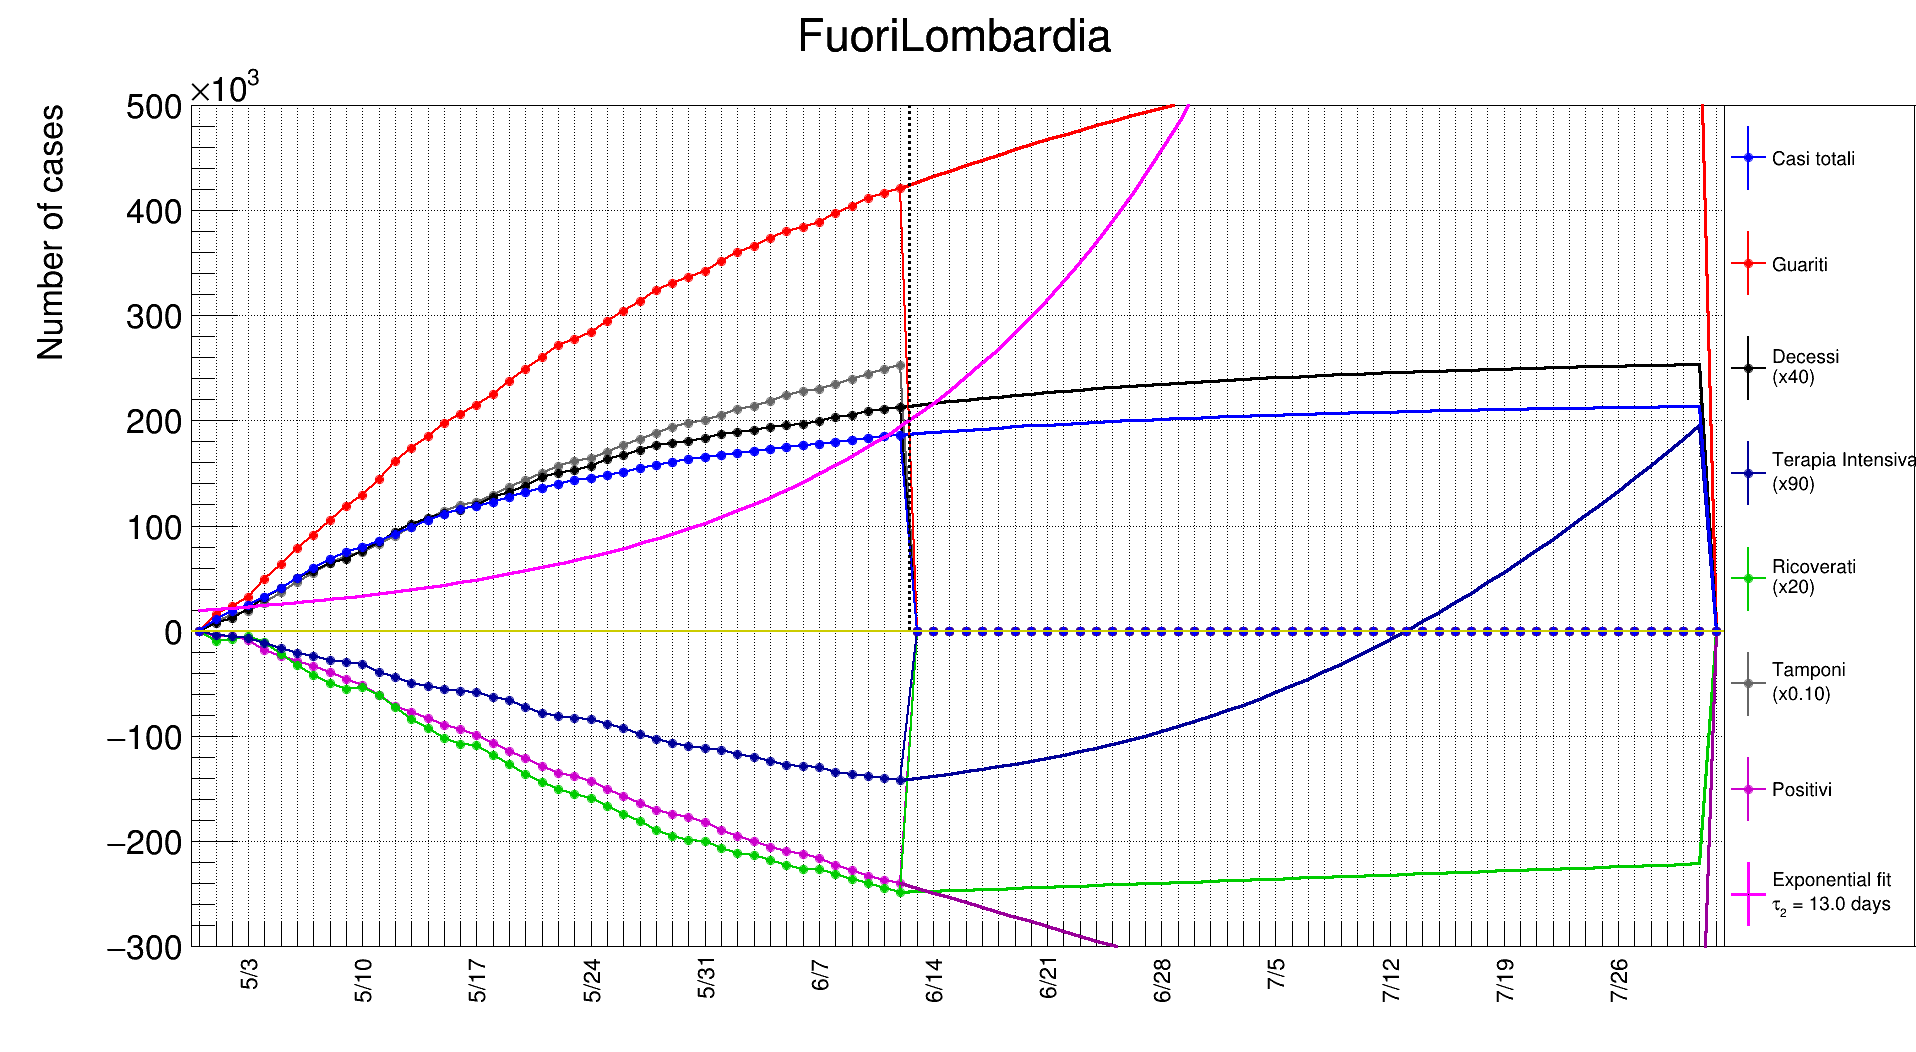 FuoriLombardia
×10³
Number of cases
500
400
300
200
100
0
−100
−200
−300
5/3
5/10
5/17
5/24
5/31
6/7
6/14
6/21
6/28
7/5
7/12
7/19
7/26
Casi totali
Guariti
Decessi
(x40)
Terapia Intensiva
(x90)
Ricoverati
(x20)
Tamponi
(x0.10)
Positivi
Exponential fit
τ₂ = 13.0 days